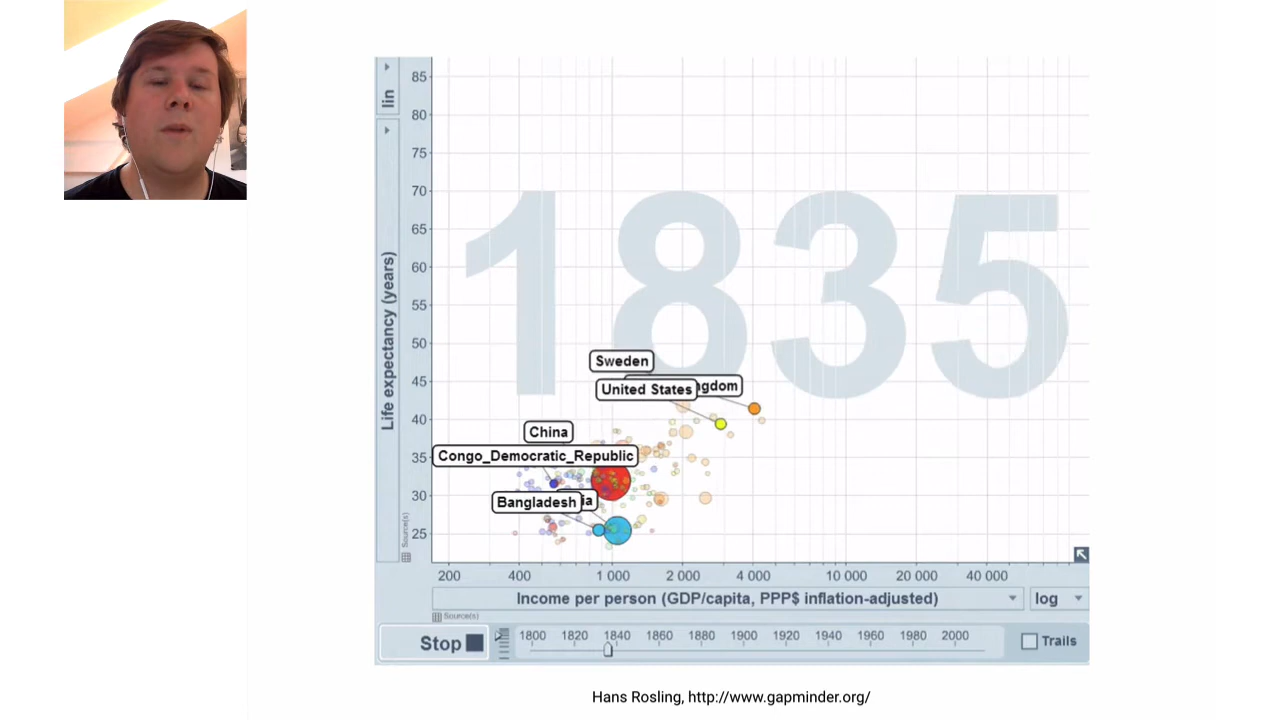 1835
lin
85
80
75
70
65
60
55
50
45
40
35
30
25
Life expectancy (years)
Source(s)
Sweden
United States
China
Congo_Democratic_Republic
Bangladesh
200 400 1 000 2 000 4 000 10 000 20 000 40 000
Income per person (GDP/capita, PPP$ inflation-adjusted) log
Source(s)
Stop 1800 1820 1840 1860 1880 1900 1920 1940 1960 1980 2000 Trails
Hans Rosling, http://www.gapminder.org/